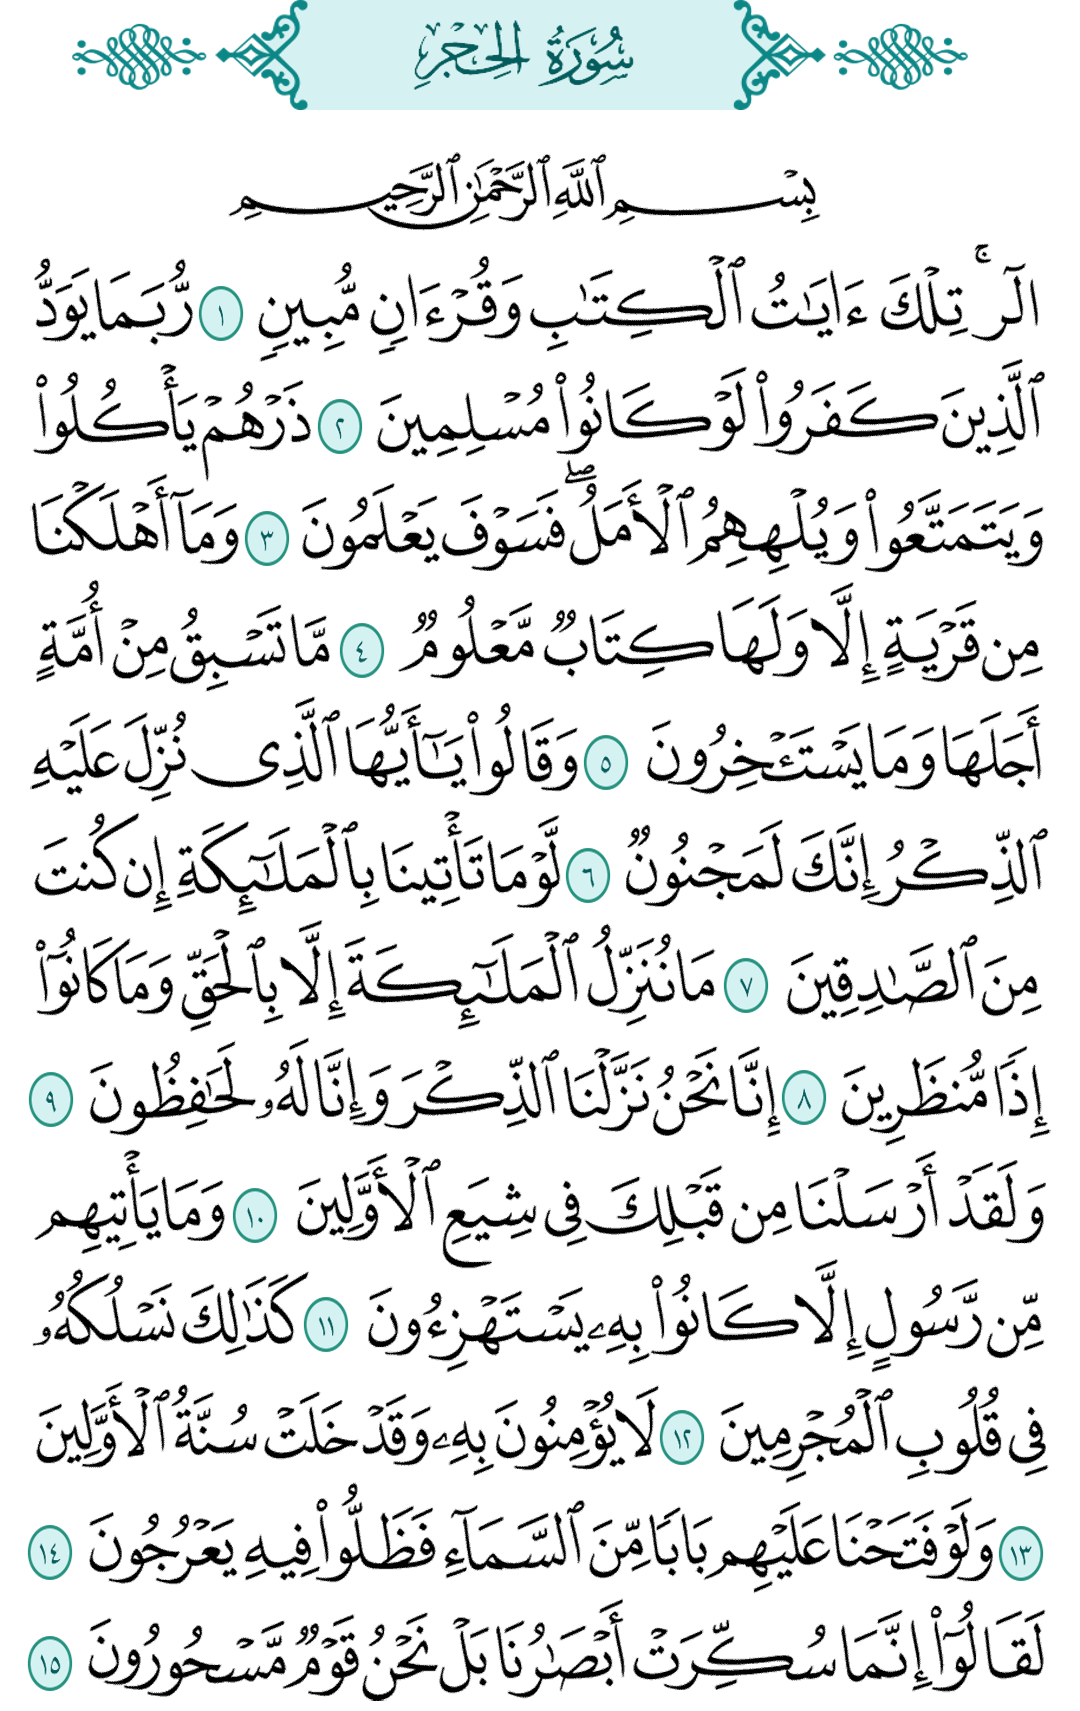 سُورَةُ الحِجْرِ
بِسْمِ ٱللَّهِ ٱلرَّحْمَٰنِ ٱلرَّحِيمِ
الٓرۚ تِلْكَ ءَايَٰتُ ٱلْكِتَٰبِ وَقُرْءَانٍ مُّبِينٍ ١ رُّبَمَا يَوَدُّ
ٱلَّذِينَ كَفَرُوا۟ لَوْ كَانُوا۟ مُسْلِمِينَ ٢ ذَرْهُمْ يَأْكُلُوا۟
وَيَتَمَتَّعُوا۟ وَيُلْهِهِمُ ٱلْأَمَلُۖ فَسَوْفَ يَعْلَمُونَ ٣ وَمَآ أَهْلَكْنَا
مِن قَرْيَةٍ إِلَّا وَلَهَا كِتَابٌ مَّعْلُومٌ ٤ مَّا تَسْبِقُ مِنْ أُمَّةٍ
أَجَلَهَا وَمَا يَسْتَـْٔخِرُونَ ٥ وَقَالُوا۟ يَٰٓأَيُّهَا ٱلَّذِى نُزِّلَ عَلَيْهِ
ٱلذِّكْرُ إِنَّكَ لَمَجْنُونٌ ٦ لَّوْ مَا تَأْتِينَا بِٱلْمَلَٰٓئِكَةِ إِن كُنتَ
مِنَ ٱلصَّٰدِقِينَ ٧ مَا نُنَزِّلُ ٱلْمَلَٰٓئِكَةَ إِلَّا بِٱلْحَقِّ وَمَا كَانُوٓا۟
إِذًا مُّنظَرِينَ ٨ إِنَّا نَحْنُ نَزَّلْنَا ٱلذِّكْرَ وَإِنَّا لَهُۥ لَحَٰفِظُونَ ٩
وَلَقَدْ أَرْسَلْنَا مِن قَبْلِكَ فِى شِيَعِ ٱلْأَوَّلِينَ ١٠ وَمَا يَأْتِيهِم
مِّن رَّسُولٍ إِلَّا كَانُوا۟ بِهِۦ يَسْتَهْزِءُونَ ١١ كَذَٰلِكَ نَسْلُكُهُۥ
فِى قُلُوبِ ٱلْمُجْرِمِينَ ١٢ لَا يُؤْمِنُونَ بِهِۦ وَقَدْ خَلَتْ سُنَّةُ ٱلْأَوَّلِينَ
١٣ وَلَوْ فَتَحْنَا عَلَيْهِم بَابًا مِّنَ ٱلسَّمَآءِ فَظَلُّوا۟ فِيهِ يَعْرُجُونَ ١٤
لَقَالُوٓا۟ إِنَّمَا سُكِّرَتْ أَبْصَٰرُنَا بَلْ نَحْنُ قَوْمٌ مَّسْحُورُونَ ١٥